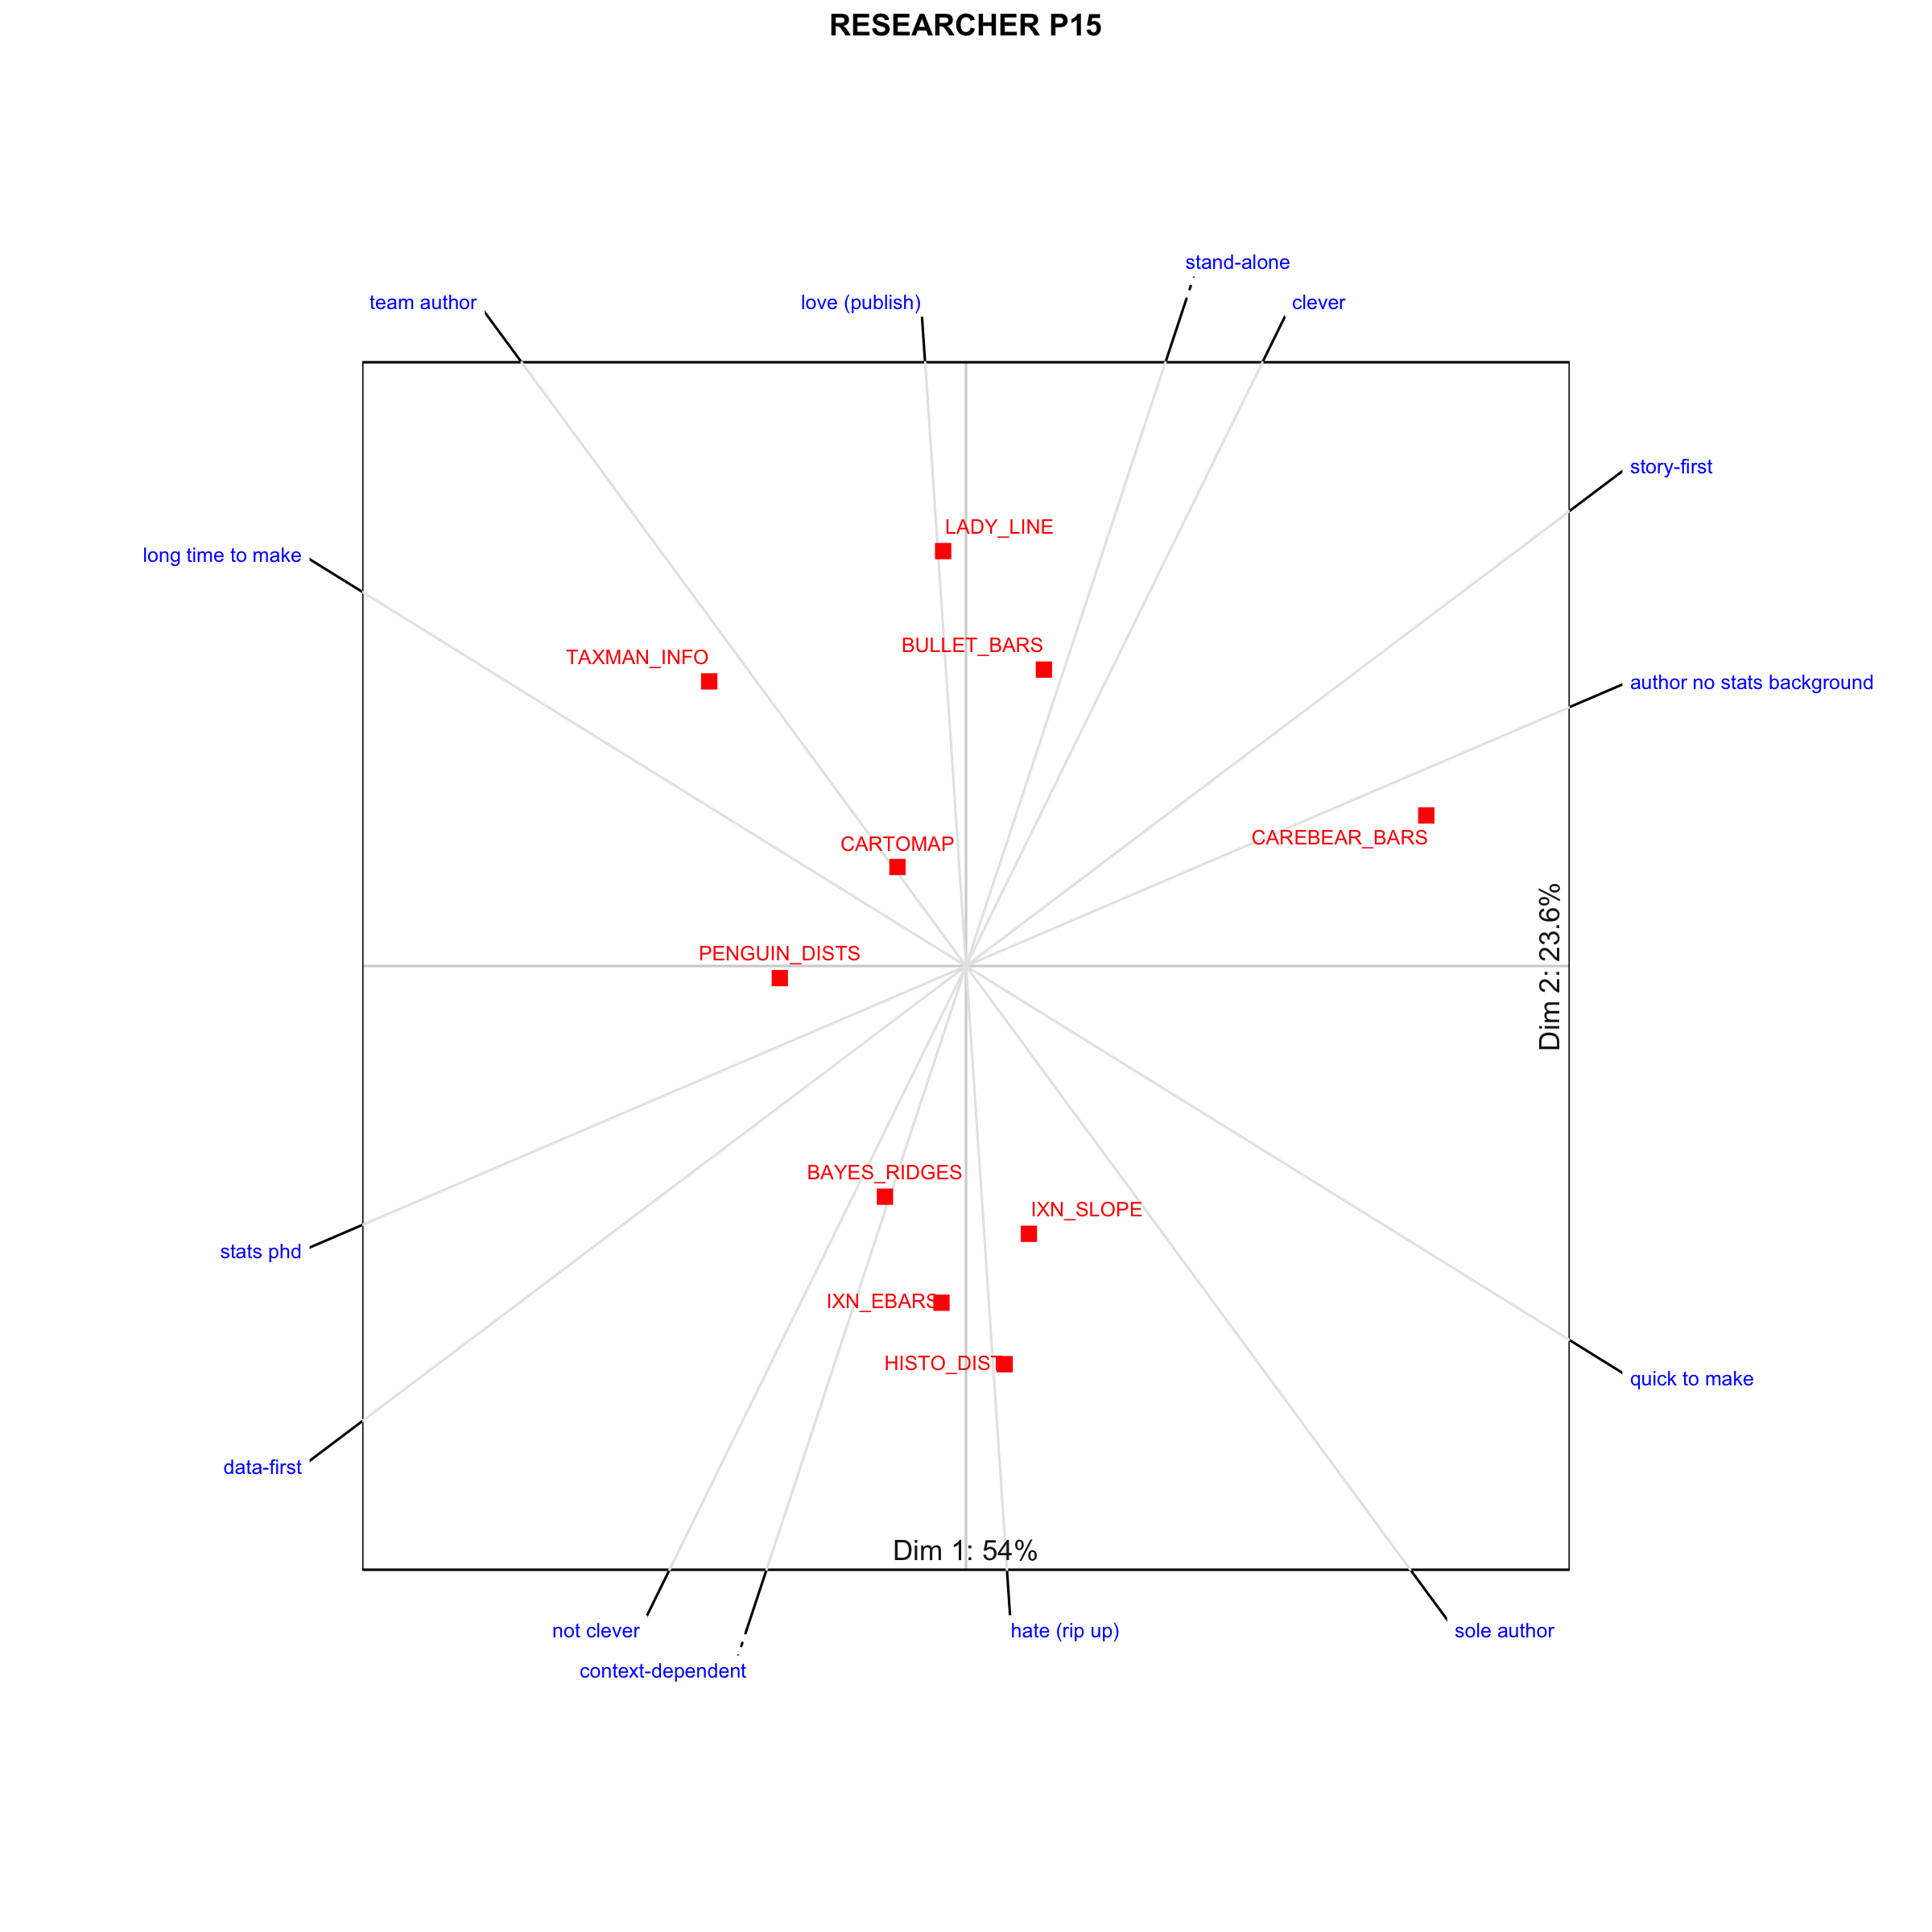 RESEARCHER P15
stand-alone
team author
love (publish)
clever
story-first
LADY_LINE
long time to make
BULLET_BARS
TAXMAN_INFO
author no stats background
CARTOMAP
CAREBEAR_BARS
PENGUIN_DISTS
Dim 2: 23.6%
BAYES_RIDGES
IXN_SLOPE
stats phd
IXN_EBARS
HISTO_DIST
quick to make
data-first
Dim 1: 54%
not clever
hate (rip up)
sole author
context-dependent